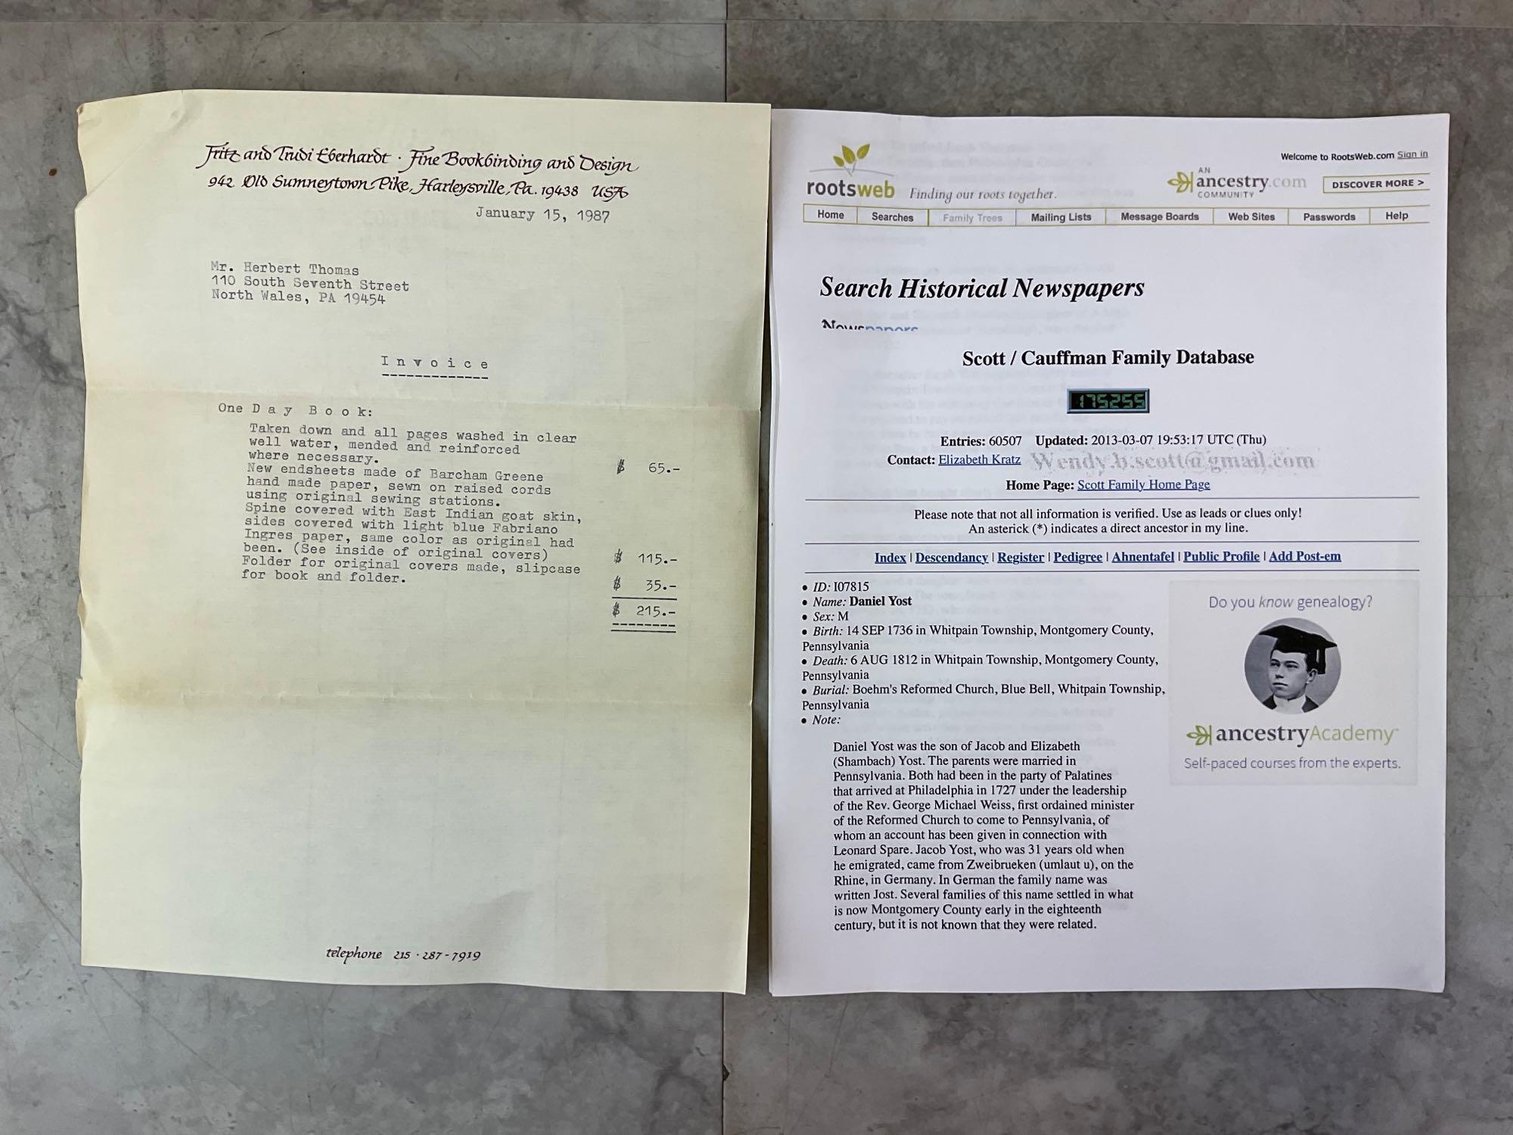 Fritz and Trudi Eberhardt · Fine Bookbinding and Design
942 Old Sumneytown Pike, Harleysville, Pa. 19438 USA
January 15, 1987
Mr. Herbert Thomas
110 South Seventh Street
North Wales, PA 19454
Invoice
One Day Book:
Taken down and all pages washed in clear
well water, mended and reinforced
where necessary. $ 65.-
New endsheets made of Barcham Greene
hand made paper, sewn on raised cords
using original sewing stations.
Spine covered with East Indian goat skin,
sides covered with light blue Fabriano
Ingres paper, same color as original had
been. (See inside of original covers) $ 115.-
Folder for original covers made, slipcase
for book and folder. $ 35.-
$ 215.-
telephone 215 · 287 - 7919
rootsweb Finding our roots together.
Welcome to RootsWeb.com Sign in
AN
ancestry.com
COMMUNITY
DISCOVER MORE >
Home Searches Family Trees Mailing Lists Message Boards Web Sites Passwords Help
Search Historical Newspapers
Newspapers
Scott / Cauffman Family Database
175255
Entries: 60507 Updated: 2013-03-07 19:53:17 UTC (Thu)
Contact: Elizabeth Kratz Wendy.b.scott@gmail.com
Home Page: Scott Family Home Page
Please note that not all information is verified. Use as leads or clues only!
An asterick (*) indicates a direct ancestor in my line.
Index | Descendancy | Register | Pedigree | Ahnentafel | Public Profile | Add Post-em
• ID: I07815
• Name: Daniel Yost
• Sex: M
• Birth: 14 SEP 1736 in Whitpain Township, Montgomery County,
Pennsylvania
• Death: 6 AUG 1812 in Whitpain Township, Montgomery County,
Pennsylvania
• Burial: Boehm's Reformed Church, Blue Bell, Whitpain Township,
Pennsylvania
• Note:
Daniel Yost was the son of Jacob and Elizabeth
(Shambach) Yost. The parents were married in
Pennsylvania. Both had been in the party of Palatines
that arrived at Philadelphia in 1727 under the leadership
of the Rev. George Michael Weiss, first ordained minister
of the Reformed Church to come to Pennsylvania, of
whom an account has been given in connection with
Leonard Spare. Jacob Yost, who was 31 years old when
he emigrated, came from Zweibrueken (umlaut u), on the
Rhine, in Germany. In German the family name was
written Jost. Several families of this name settled in what
is now Montgomery County early in the eighteenth
century, but it is not known that they were related.
Do you know genealogy?
ancestryAcademy
Self-paced courses from the experts.